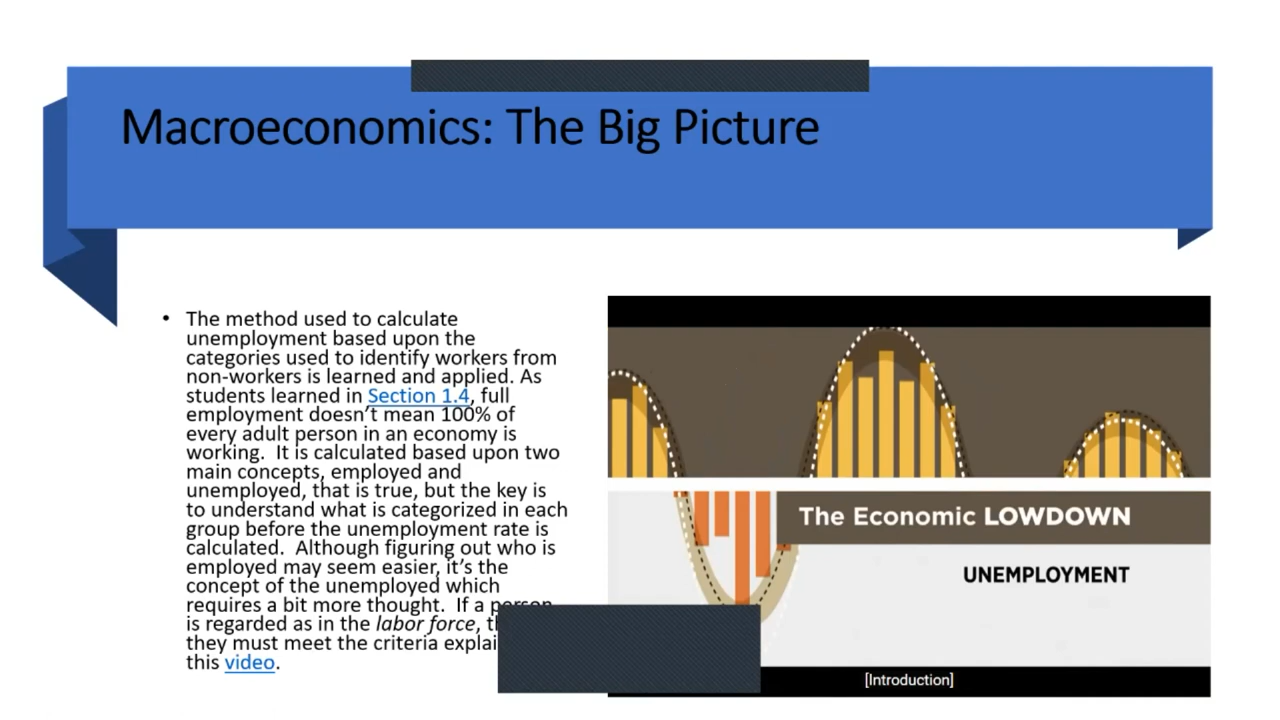 Macroeconomics: The Big Picture
• The method used to calculate
unemployment based upon the
categories used to identify workers from
non-workers is learned and applied. As
students learned in Section 1.4, full
employment doesn’t mean 100% of
every adult person in an economy is
working.  It is calculated based upon two
main concepts, employed and
unemployed, that is true, but the key is
to understand what is categorized in each
group before the unemployment rate is
calculated.  Although figuring out who is
employed may seem easier, it’s the
concept of the unemployed which
requires a bit more thought.  If a person
is regarded as in the labor force,
they must meet the criteria
this video.
The Economic LOWDOWN
UNEMPLOYMENT
[Introduction]